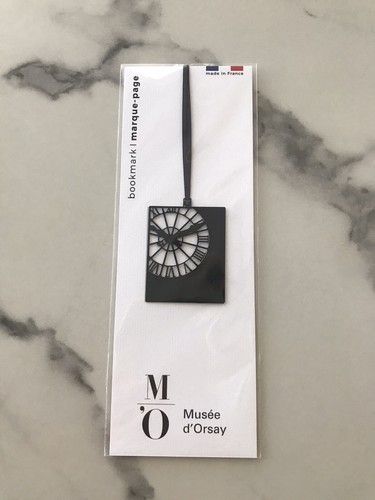 made in France
bookmark | marque-page
M
'O
Musée
d'Orsay